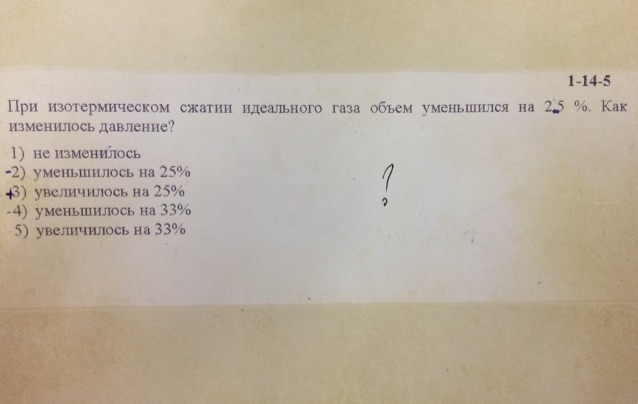 1-14-5
При изотермическом сжатии идеального газа объем уменьшился на 25 %. Как
изменилось давление?
1) не изменилось
-2) уменьшилось на 25%
+3) увеличилось на 25%
-4) уменьшилось на 33%
5) увеличилось на 33%
?